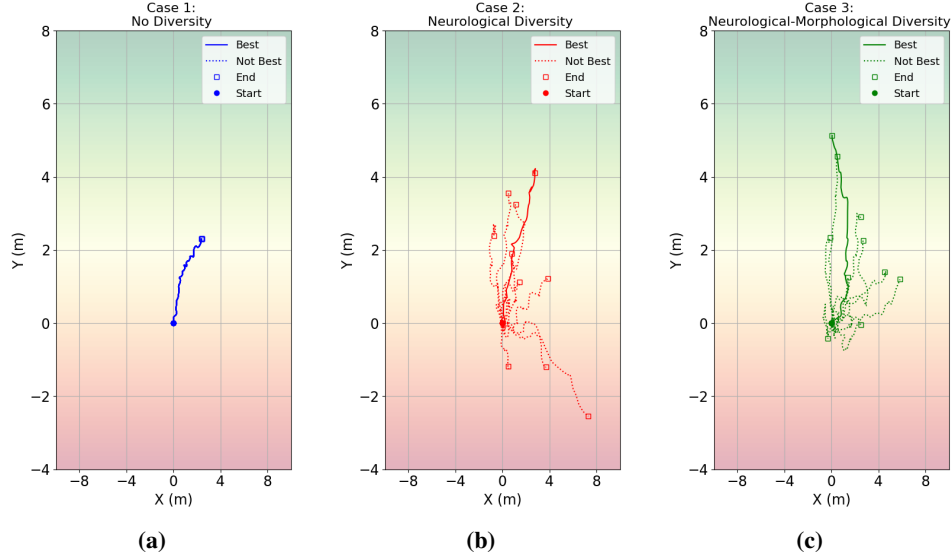 Case 1:
No Diversity
8
6
4
2
0
−2
−4
Y (m)
−8
−4
0
4
8
X (m)
Best
Not Best
End
Start
(a)
Case 2:
Neurological Diversity
8
6
4
2
0
−2
−4
Y (m)
−8
−4
0
4
8
X (m)
Best
Not Best
End
Start
(b)
Case 3:
Neurological-Morphological Diversity
8
6
4
2
0
−2
−4
Y (m)
−8
−4
0
4
8
X (m)
Best
Not Best
End
Start
(c)